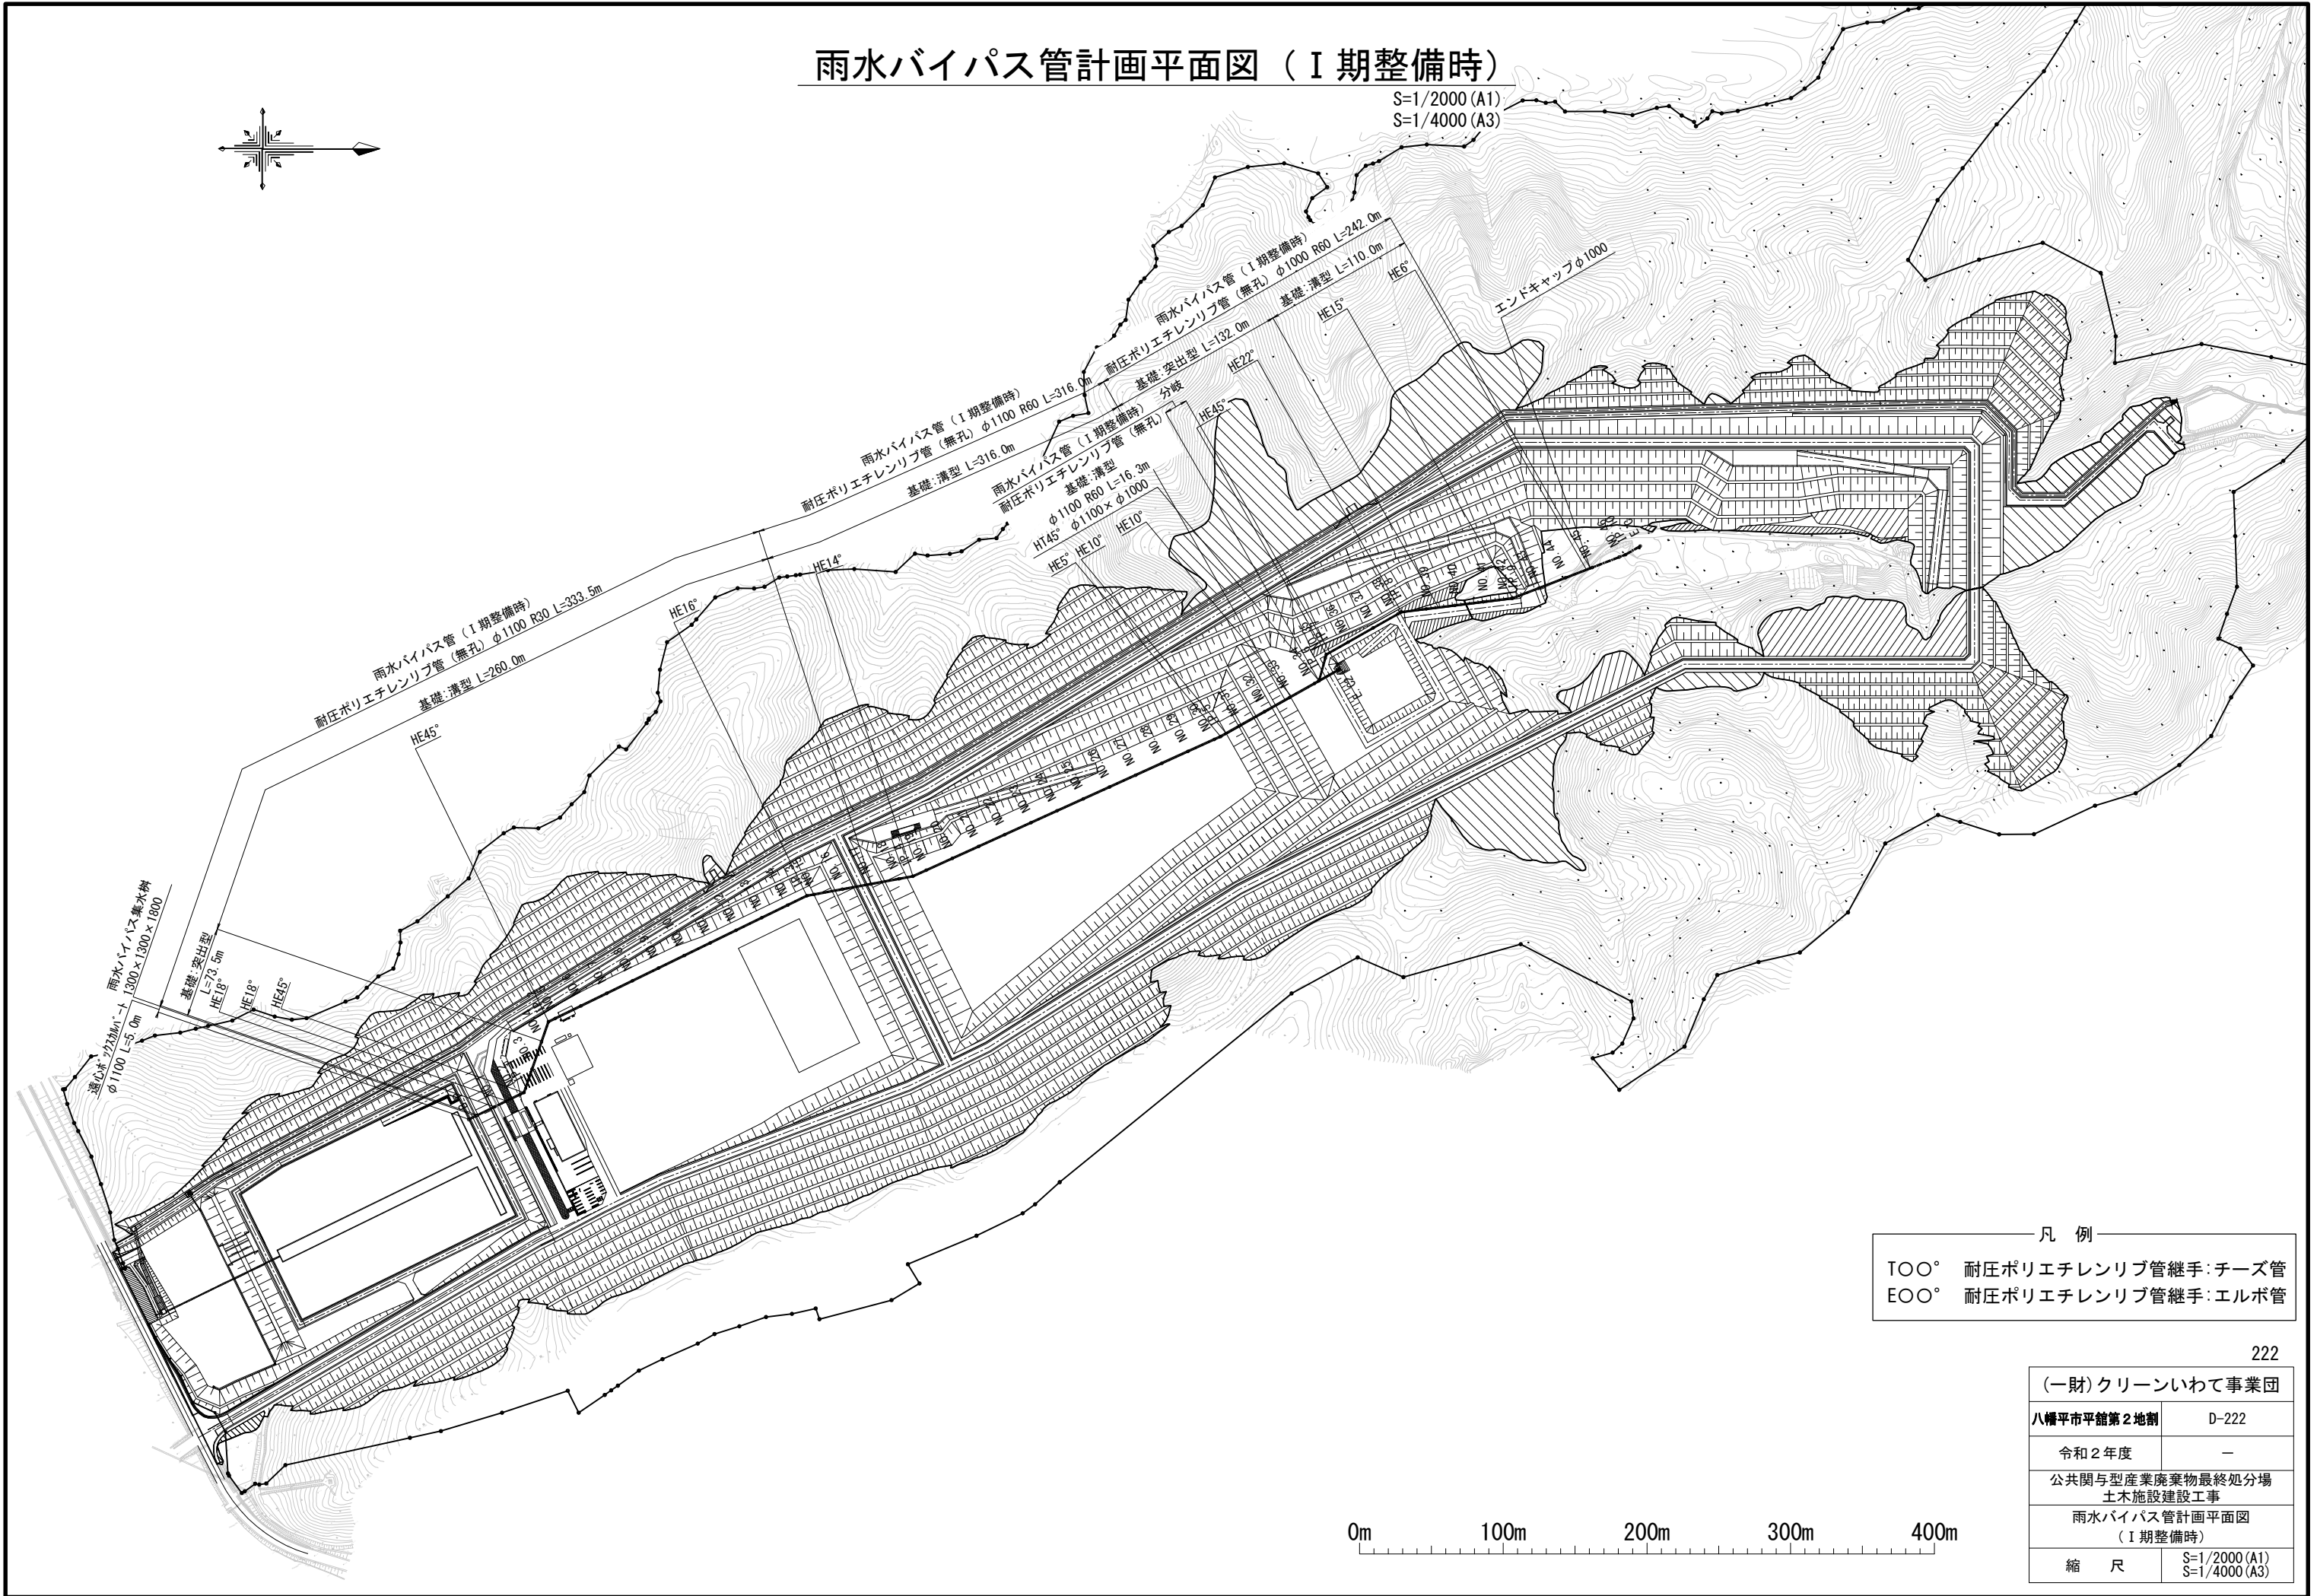 雨水バイパス管計画平面図（Ⅰ期整備時）
S=1/2000(A1)
S=1/4000(A3)
雨水バイパス管（Ⅰ期整備時）
耐圧ポリエチレンリブ管（無孔）φ1000 R60 L=242.0m
基礎:突出型 L=132.0m
基礎:溝型 L=110.0m
HE6°
HE15°
HE22°
エンドキャップφ1000
雨水バイパス管（Ⅰ期整備時）
耐圧ポリエチレンリブ管（無孔）φ1100 R60 L=316.0m
基礎:溝型 L=316.0m
雨水バイパス管（Ⅰ期整備時） 分岐
耐圧ポリエチレンリブ管（無孔）
基礎:溝型
φ1100 R60 L=16.3m
HT45° φ1100×φ1000
HE45°
HE5°
HE10°
HE10°
HE14°
HE16°
雨水バイパス管（Ⅰ期整備時）
耐圧ポリエチレンリブ管（無孔）φ1100 R30 L=333.5m
基礎:溝型 L=260.0m
HE45°
雨水バイパス集水桝
1300×1300×1800
φ1100 L=5.0m
基礎:突出型
L=73.5m
HE18°
HE18°
HE45°
NO.44
NO.45
NO.33
NO.32
NO.29
NO.28
NO.27
NO.26
凡 例
T○○° 耐圧ポリエチレンリブ管継手:チーズ管
E○○° 耐圧ポリエチレンリブ管継手:エルボ管
222
(一財)クリーンいわて事業団
八幡平市平舘第２地割 D-222
令和２年度 －
公共関与型産業廃棄物最終処分場
土木施設建設工事
雨水バイパス管計画平面図
（Ⅰ期整備時）
縮 尺 S=1/2000(A1)
S=1/4000(A3)
0m 100m 200m 300m 400m